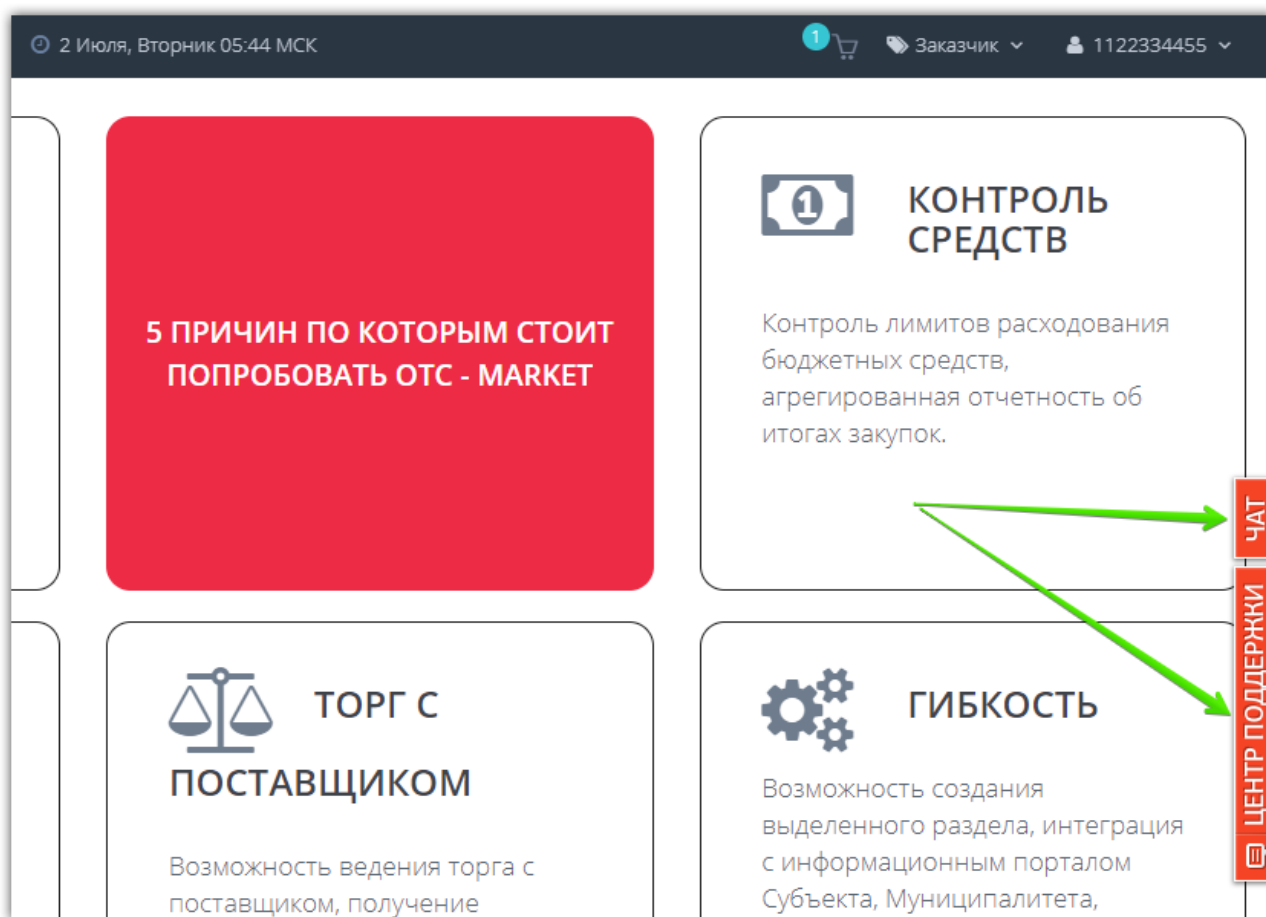 2 Июля, Вторник 05:44 МСК
1
Заказчик
1122334455
5 ПРИЧИН ПО КОТОРЫМ СТОИТ
ПОПРОБОВАТЬ ОТС - MARKET
1
КОНТРОЛЬ
СРЕДСТВ
Контроль лимитов расходования
бюджетных средств,
агрегированная отчетность об
итогах закупок.
ЧАТ
ЦЕНТР ПОДДЕРЖКИ
ТОРГ С
ПОСТАВЩИКОМ
Возможность ведения торга с
поставщиком, получение
ГИБКОСТЬ
Возможность создания
выделенного раздела, интеграция
с информационным порталом
Субъекта, Муниципалитета,